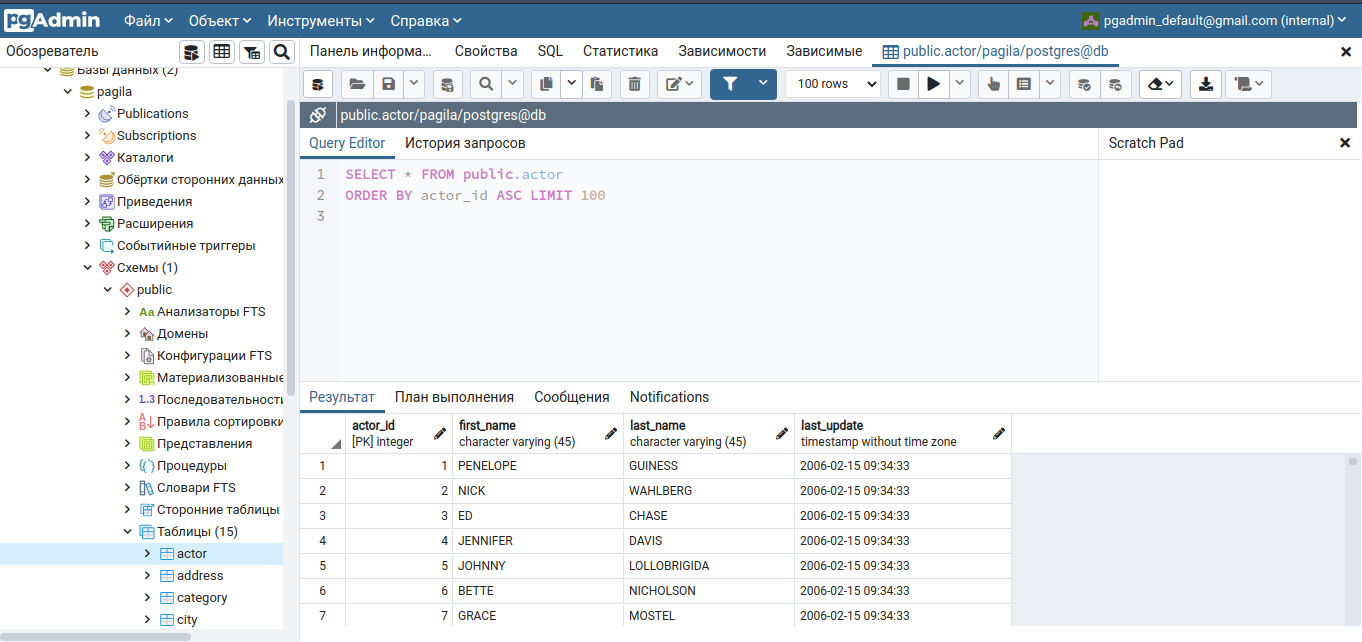 pgAdmin Файл Объект Инструменты Справка pgadmin_default@gmail.com (internal)
Обозреватель
Панель информа... Свойства SQL Статистика Зависимости Зависимые public.actor/pagila/postgres@db
Базы данных (2)
pagila
Publications
Subscriptions
Каталоги
Обёртки сторонних данных
Приведения
Расширения
Событийные триггеры
Схемы (1)
public
Aa Анализаторы FTS
Домены
Конфигурации FTS
Материализованные
1..3 Последовательности
Правила сортировки
Представления
Процедуры
Словари FTS
Сторонние таблицы
Таблицы (15)
actor
address
category
city
100 rows
public.actor/pagila/postgres@db
Query Editor История запросов Scratch Pad
1 SELECT * FROM public.actor
2 ORDER BY actor_id ASC LIMIT 100
3
Результат План выполнения Сообщения Notifications
actor_id first_name last_name last_update
[PK] integer character varying (45) character varying (45) timestamp without time zone
1 1 PENELOPE GUINESS 2006-02-15 09:34:33
2 2 NICK WAHLBERG 2006-02-15 09:34:33
3 3 ED CHASE 2006-02-15 09:34:33
4 4 JENNIFER DAVIS 2006-02-15 09:34:33
5 5 JOHNNY LOLLOBRIGIDA 2006-02-15 09:34:33
6 6 BETTE NICHOLSON 2006-02-15 09:34:33
7 7 GRACE MOSTEL 2006-02-15 09:34:33